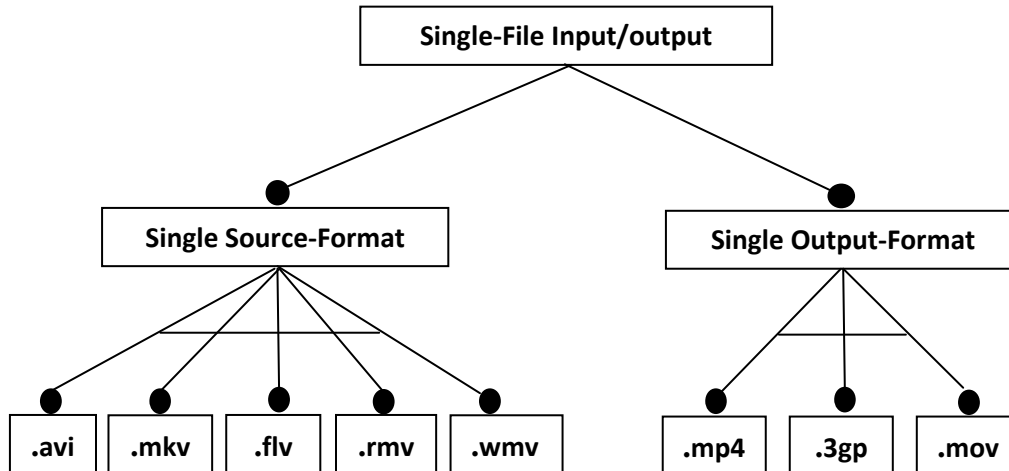 Single-File Input/output
Single Source-Format
Single Output-Format
.avi
.mkv
.flv
.rmv
.wmv
.mp4
.3gp
.mov